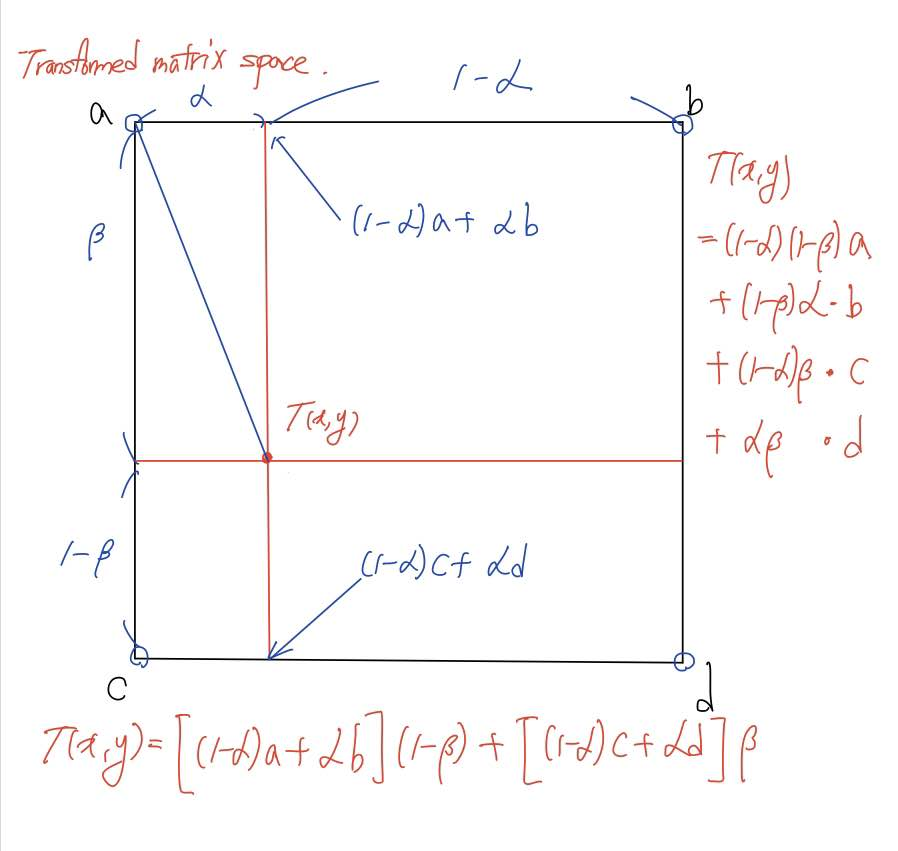 Transformed matrix space.
α
1-α
a
b
T(x,y)
(1-α)a + αb
β
=(1-α)(1-β)a
+(1-β)α·b
+(1-α)β·c
T(x,y)
+ αβ ·d
1-β
(1-α)c+ αd
c
d
T(x,y)= [(1-α)a+ αb](1-β) + [(1-α)c+ αd]β